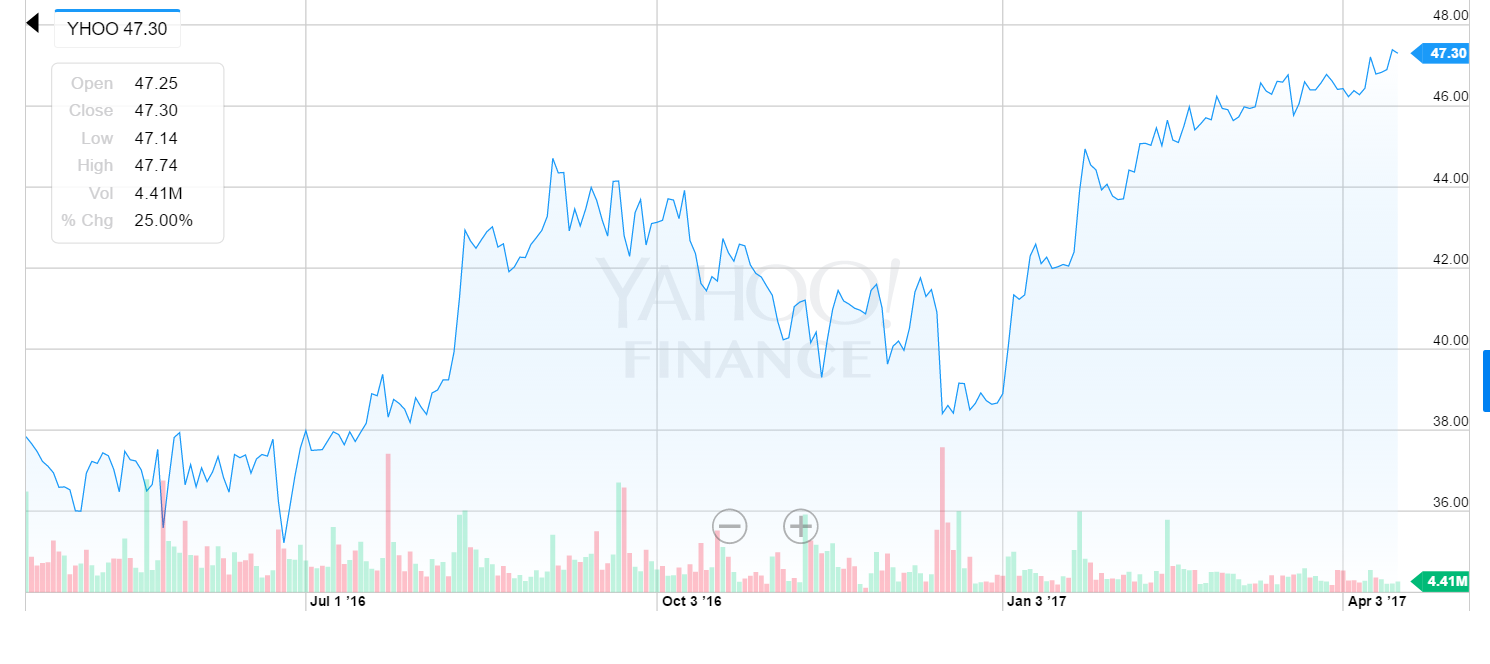 YHOO 47.30
Open 47.25
Close 47.30
Low 47.14
High 47.74
Vol 4.41M
% Chg 25.00%
48.00
47.30
46.00
44.00
42.00
40.00
38.00
36.00
4.41M
YAHOO!
FINANCE
Jul 1 '16
Oct 3 '16
Jan 3 '17
Apr 3 '17